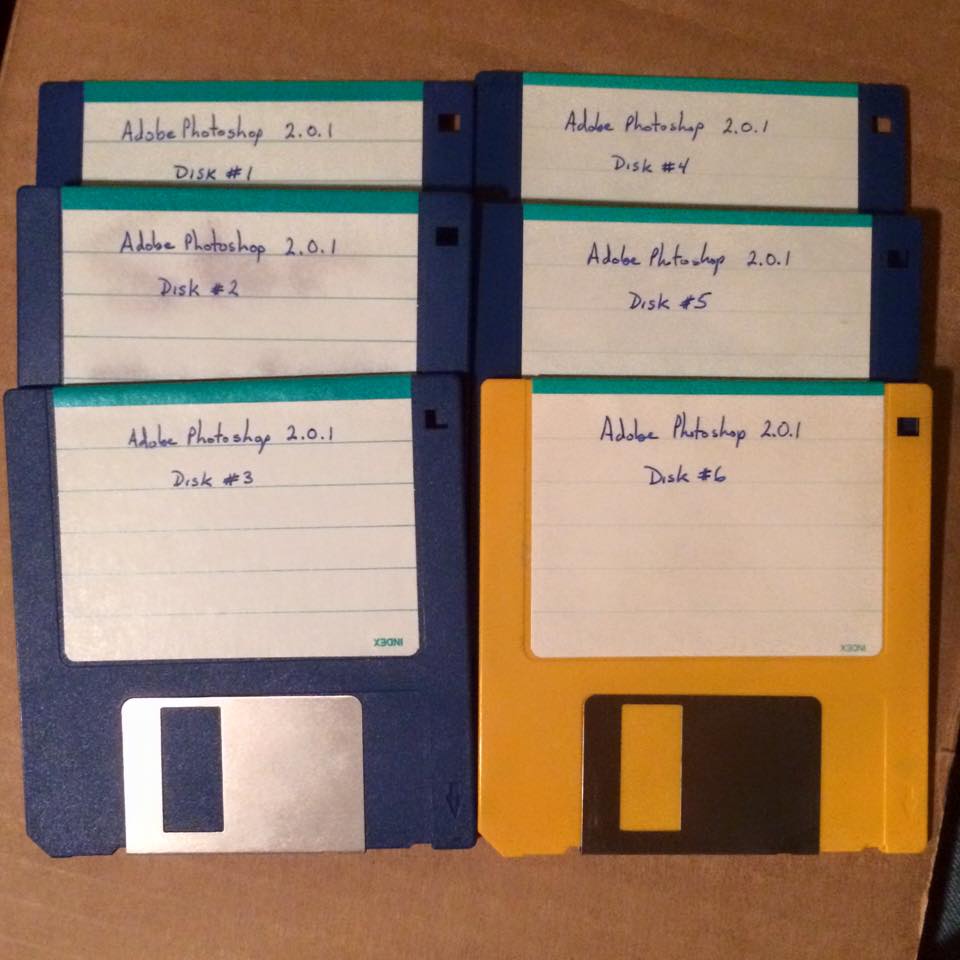 Adobe Photoshop 2.0.1
Disk #1
Adobe Photoshop 2.0.1
Disk #2
Adobe Photoshop 2.0.1
Disk #3
INDEX
Adobe Photoshop 2.0.1
Disk #4
Adobe Photoshop 2.0.1
Disk #5
Adobe Photoshop 2.0.1
Disk #6
INDEX